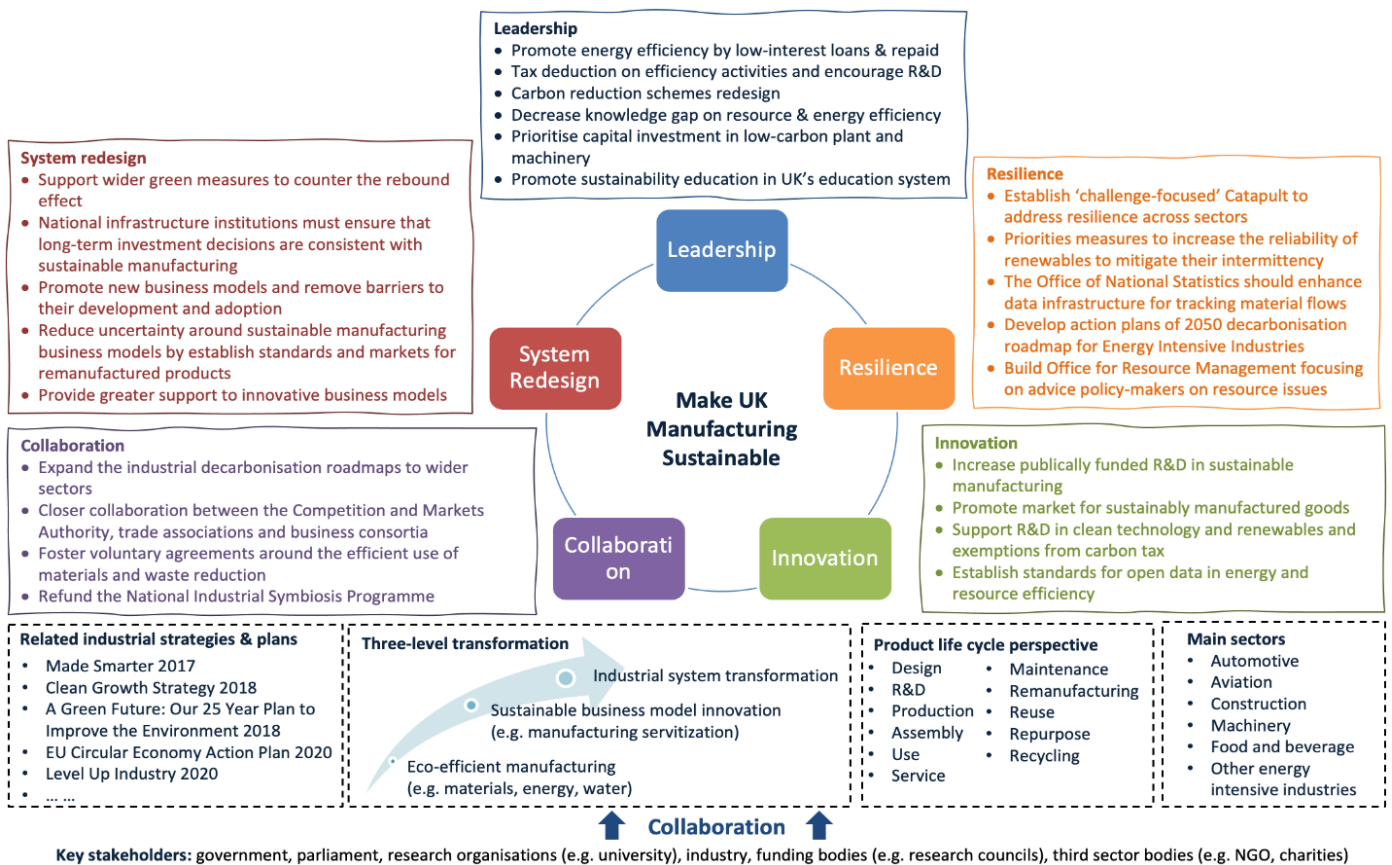 Leadership
• Promote energy efficiency by low-interest loans & repaid
• Tax deduction on efficiency activities and encourage R&D
• Carbon reduction schemes redesign
• Decrease knowledge gap on resource & energy efficiency
• Prioritise capital investment in low-carbon plant and
machinery
• Promote sustainability education in UK's education system
System redesign
• Support wider green measures to counter the rebound
effect
• National infrastructure institutions must ensure that
long-term investment decisions are consistent with
sustainable manufacturing
• Promote new business models and remove barriers to
their development and adoption
• Reduce uncertainty around sustainable manufacturing
business models by establish standards and markets for
remanufactured products
• Provide greater support to innovative business models
Resilience
• Establish ‘challenge-focused’ Catapult to
address resilience across sectors
• Priorities measures to increase the reliability of
renewables to mitigate their intermittency
• The Office of National Statistics should enhance
data infrastructure for tracking material flows
• Develop action plans of 2050 decarbonisation
roadmap for Energy Intensive Industries
• Build Office for Resource Management focusing
on advice policy-makers on resource issues
Leadership
System
Redesign
Resilience
Make UK
Manufacturing
Sustainable
Collaborati
on
Innovation
Collaboration
• Expand the industrial decarbonisation roadmaps to wider
sectors
• Closer collaboration between the Competition and Markets
Authority, trade associations and business consortia
• Foster voluntary agreements around the efficient use of
materials and waste reduction
• Refund the National Industrial Symbiosis Programme
Innovation
• Increase publically funded R&D in sustainable
manufacturing
• Promote market for sustainably manufactured goods
• Support R&D in clean technology and renewables and
exemptions from carbon tax
• Establish standards for open data in energy and
resource efficiency
Related industrial strategies & plans
• Made Smarter 2017
• Clean Growth Strategy 2018
• A Green Future: Our 25 Year Plan to
Improve the Environment 2018
• EU Circular Economy Action Plan 2020
• Level Up Industry 2020
• ... ...
Three-level transformation
Industrial system transformation
Sustainable business model innovation
(e.g. manufacturing servitization)
Eco-efficient manufacturing
(e.g. materials, energy, water)
Product life cycle perspective
• Design
• R&D
• Production
• Assembly
• Use
• Service
• Maintenance
• Remanufacturing
• Reuse
• Repurpose
• Recycling
Main sectors
• Automotive
• Aviation
• Construction
• Machinery
• Food and beverage
• Other energy
intensive industries
Collaboration
Key stakeholders: government, parliament, research organisations (e.g. university), industry, funding bodies (e.g. research councils), third sector bodies (e.g. NGO, charities)